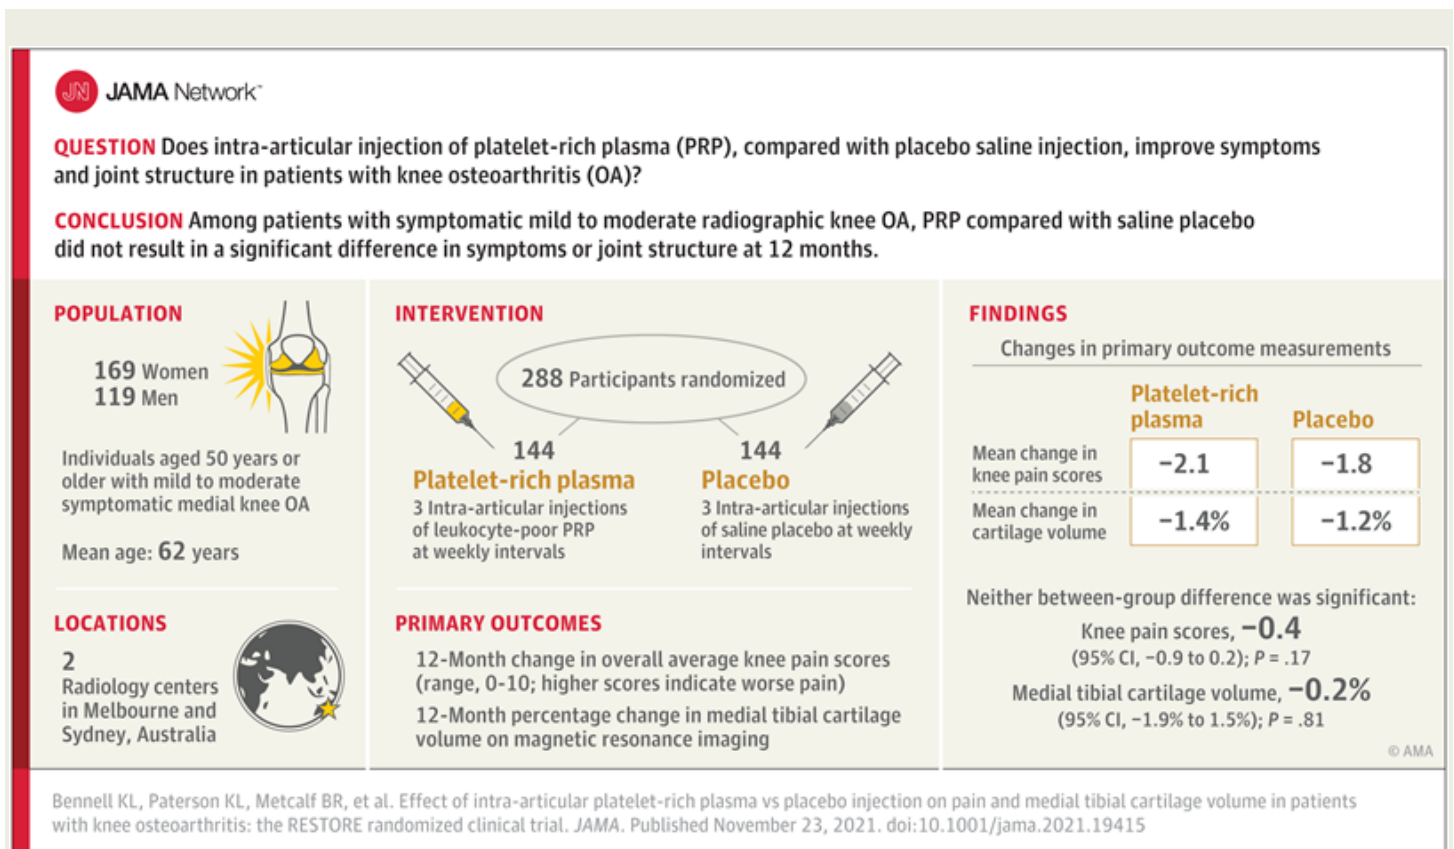 JN JAMA Network™
QUESTION Does intra-articular injection of platelet-rich plasma (PRP), compared with placebo saline injection, improve symptoms
and joint structure in patients with knee osteoarthritis (OA)?
CONCLUSION Among patients with symptomatic mild to moderate radiographic knee OA, PRP compared with saline placebo
did not result in a significant difference in symptoms or joint structure at 12 months.
POPULATION
169 Women
119 Men
Individuals aged 50 years or
older with mild to moderate
symptomatic medial knee OA
Mean age: 62 years
LOCATIONS
2
Radiology centers
in Melbourne and
Sydney, Australia
INTERVENTION
288 Participants randomized
144
Platelet-rich plasma
3 Intra-articular injections
of leukocyte-poor PRP
at weekly intervals
144
Placebo
3 Intra-articular injections
of saline placebo at weekly
intervals
PRIMARY OUTCOMES
12-Month change in overall average knee pain scores
(range, 0-10; higher scores indicate worse pain)
12-Month percentage change in medial tibial cartilage
volume on magnetic resonance imaging
FINDINGS
Changes in primary outcome measurements
Platelet-rich
plasma
Placebo
Mean change in
knee pain scores
−2.1
−1.8
Mean change in
cartilage volume
−1.4%
−1.2%
Neither between-group difference was significant:
Knee pain scores, −0.4
(95% CI, −0.9 to 0.2); P = .17
Medial tibial cartilage volume, −0.2%
(95% CI, −1.9% to 1.5%); P = .81
© AMA
Bennell KL, Paterson KL, Metcalf BR, et al. Effect of intra-articular platelet-rich plasma vs placebo injection on pain and medial tibial cartilage volume in patients
with knee osteoarthritis: the RESTORE randomized clinical trial. JAMA. Published November 23, 2021. doi:10.1001/jama.2021.19415